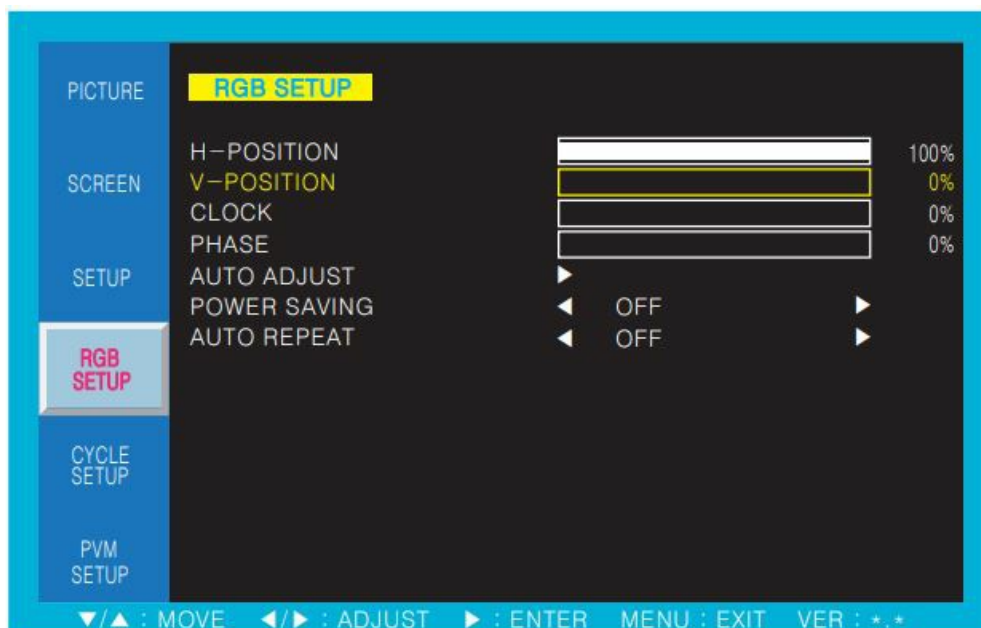 PICTURE
SCREEN
SETUP
RGB
SETUP
CYCLE
SETUP
PVM
SETUP
RGB SETUP
H-POSITION 100%
V-POSITION 0%
CLOCK 0%
PHASE 0%
AUTO ADJUST ▶
POWER SAVING ◀ OFF ▶
AUTO REPEAT ◀ OFF ▶
▼/▲ : MOVE ◀/▶ : ADJUST ▶ : ENTER MENU : EXIT VER : *.*